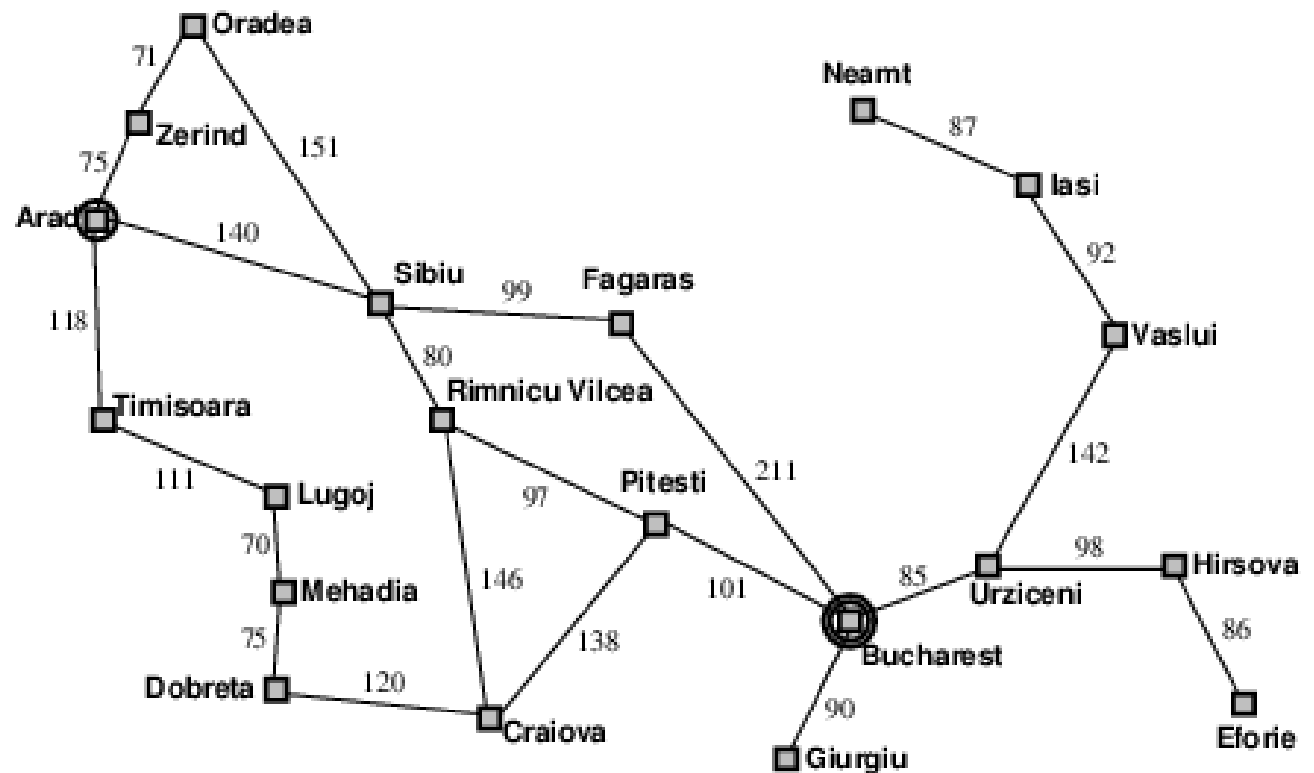 Oradea
71
Neamt
87
Zerind
151
75
Iasi
Arad
140
92
Sibiu
99
Fagaras
118
80
Vaslui
Rimnicu Vilcea
Timisoara
142
111
211
Lugoj
97
Pitesti
70
98
Hirsova
146
85
Mehadia
101
Urziceni
75
138
86
Bucharest
Dobreta
120
90
Craiova
Eforie
Giurgiu